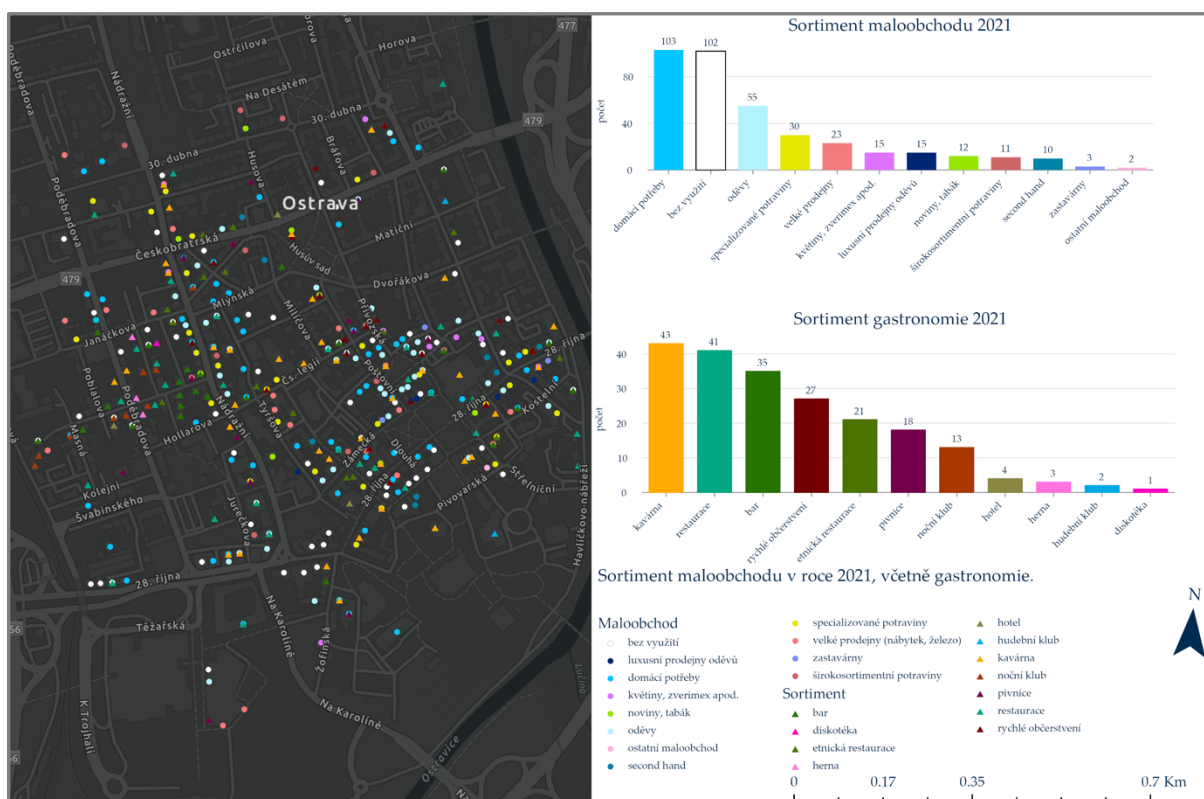 477
Ostrčilova
Horova
Poděbradova
Nádražní
Na Desátém
30. dubna
479
Bráfova
Husova
30. dubna
Poděbradova
Ostrava
Českobratrská
Matiční
Husův sad
479
Dvořákova
Mlýnská
Přívozská
Milíčova
Janáčkova
28. října
Čs. legií
Poštovní
Pobialova
Poděbradova
Nádražní
Tyršova
28. října
Kostelní
Masná
Hollarova
Zámecká
Dlouhá
Střelniční
Kolejní
28. října
Pivovarská
Švabinského
Jurečkova
Havlíčkovo nábřeží
28. října
Na Karolíně
Těžařská
Žofinská
Lučina
K Trojhalí
Na Karolíně
Ostravice
Sortiment maloobchodu 2021
počet
80
40
0
103
102
55
30
23
15
15
12
11
10
3
2
domácí potřeby
bez využití
oděvy
specializované potraviny
velké prodejny
květiny, zverimex apod.
luxusní prodejny oděvů
noviny, tabák
širokosortimentní potraviny
second hand
zastavárny
ostatní maloobchod
Sortiment gastronomie 2021
počet
40
30
20
10
0
43
41
35
27
21
18
13
4
3
2
1
kavárna
restaurace
bar
rychlé občerstvení
etnická restaurace
pivnice
noční klub
hotel
herna
hudební klub
diskotéka
Sortiment maloobchodu v roce 2021, včetně gastronomie.
Maloobchod
bez využití
luxusní prodejny oděvů
domácí potřeby
květiny, zverimex apod.
noviny, tabák
oděvy
ostatní maloobchod
second hand
specializované potraviny
velké prodejny (nábytek, železo)
zastavárny
širokosortimentní potraviny
Sortiment
bar
diskotéka
etnická restaurace
herna
hotel
hudební klub
kavárna
noční klub
pivnice
restaurace
rychlé občerstvení
N
0 0.17 0.35 0.7 Km